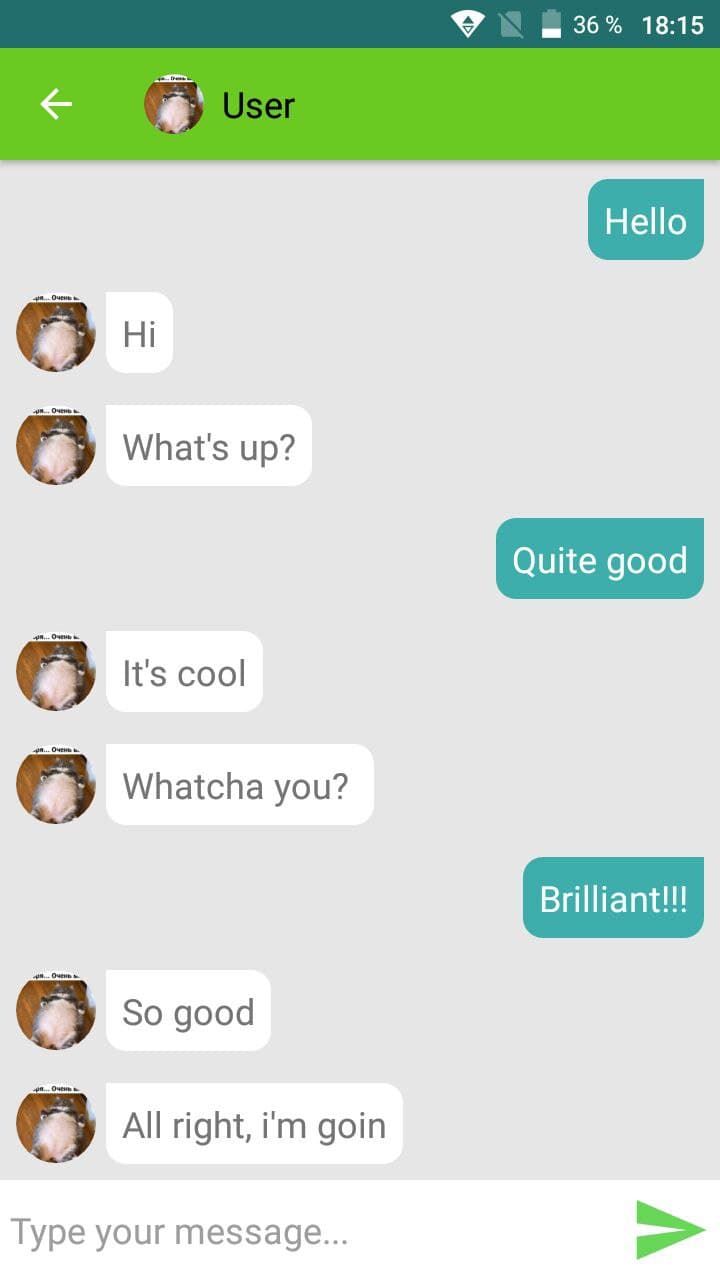 36 % 18:15
User
Hello
Hi
What's up?
Quite good
It's cool
Whatcha you?
Brilliant!!!
So good
All right, i'm goin
Type your message...